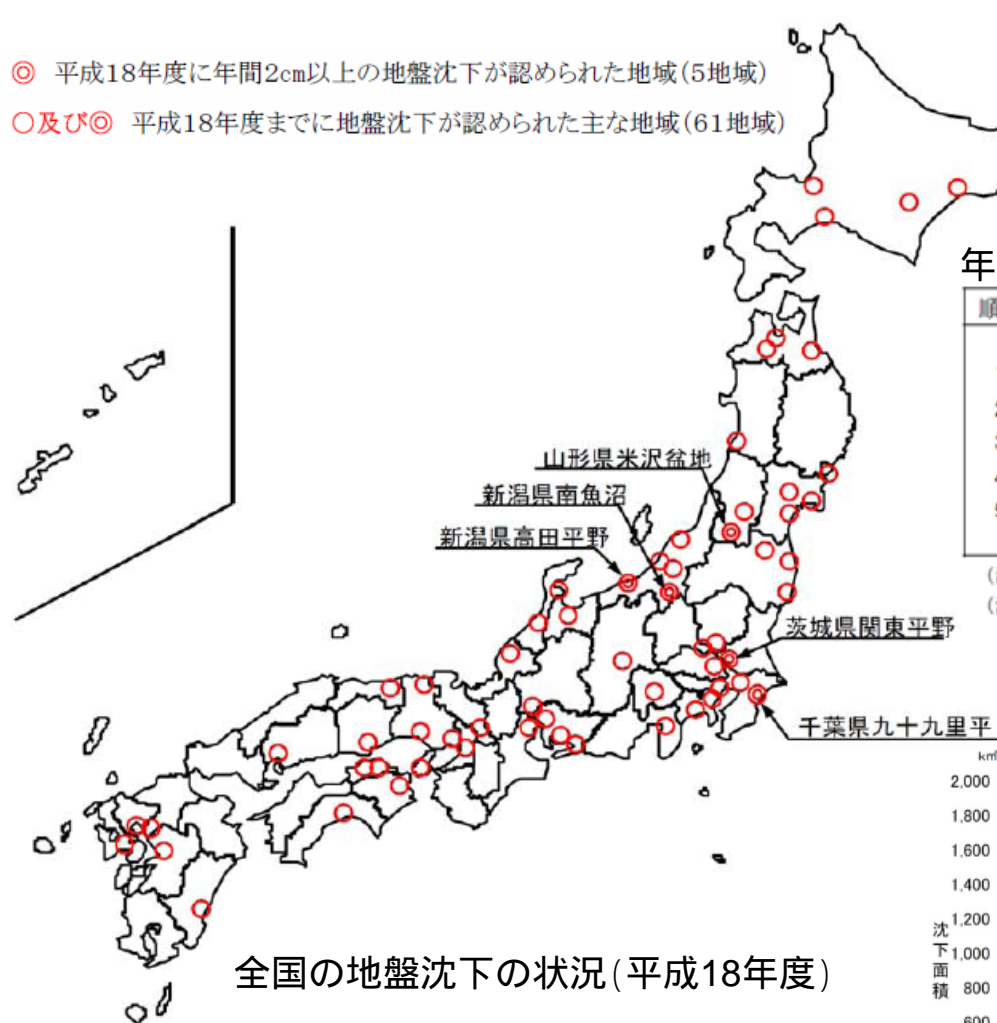 ◎ 平成18年度に年間2cm以上の地盤沈下が認められた地域(5地域)
○及び◎ 平成18年度までに地盤沈下が認められた主な地域(61地域)
年
順
山形県米沢盆地
新潟県南魚沼
新潟県高田平野
茨城県関東平野
千葉県九十九里平
km²
2,000
1,800
1,600
1,400
1,200
1,000
800
600
沈下面積
全国の地盤沈下の状況(平成18年度)